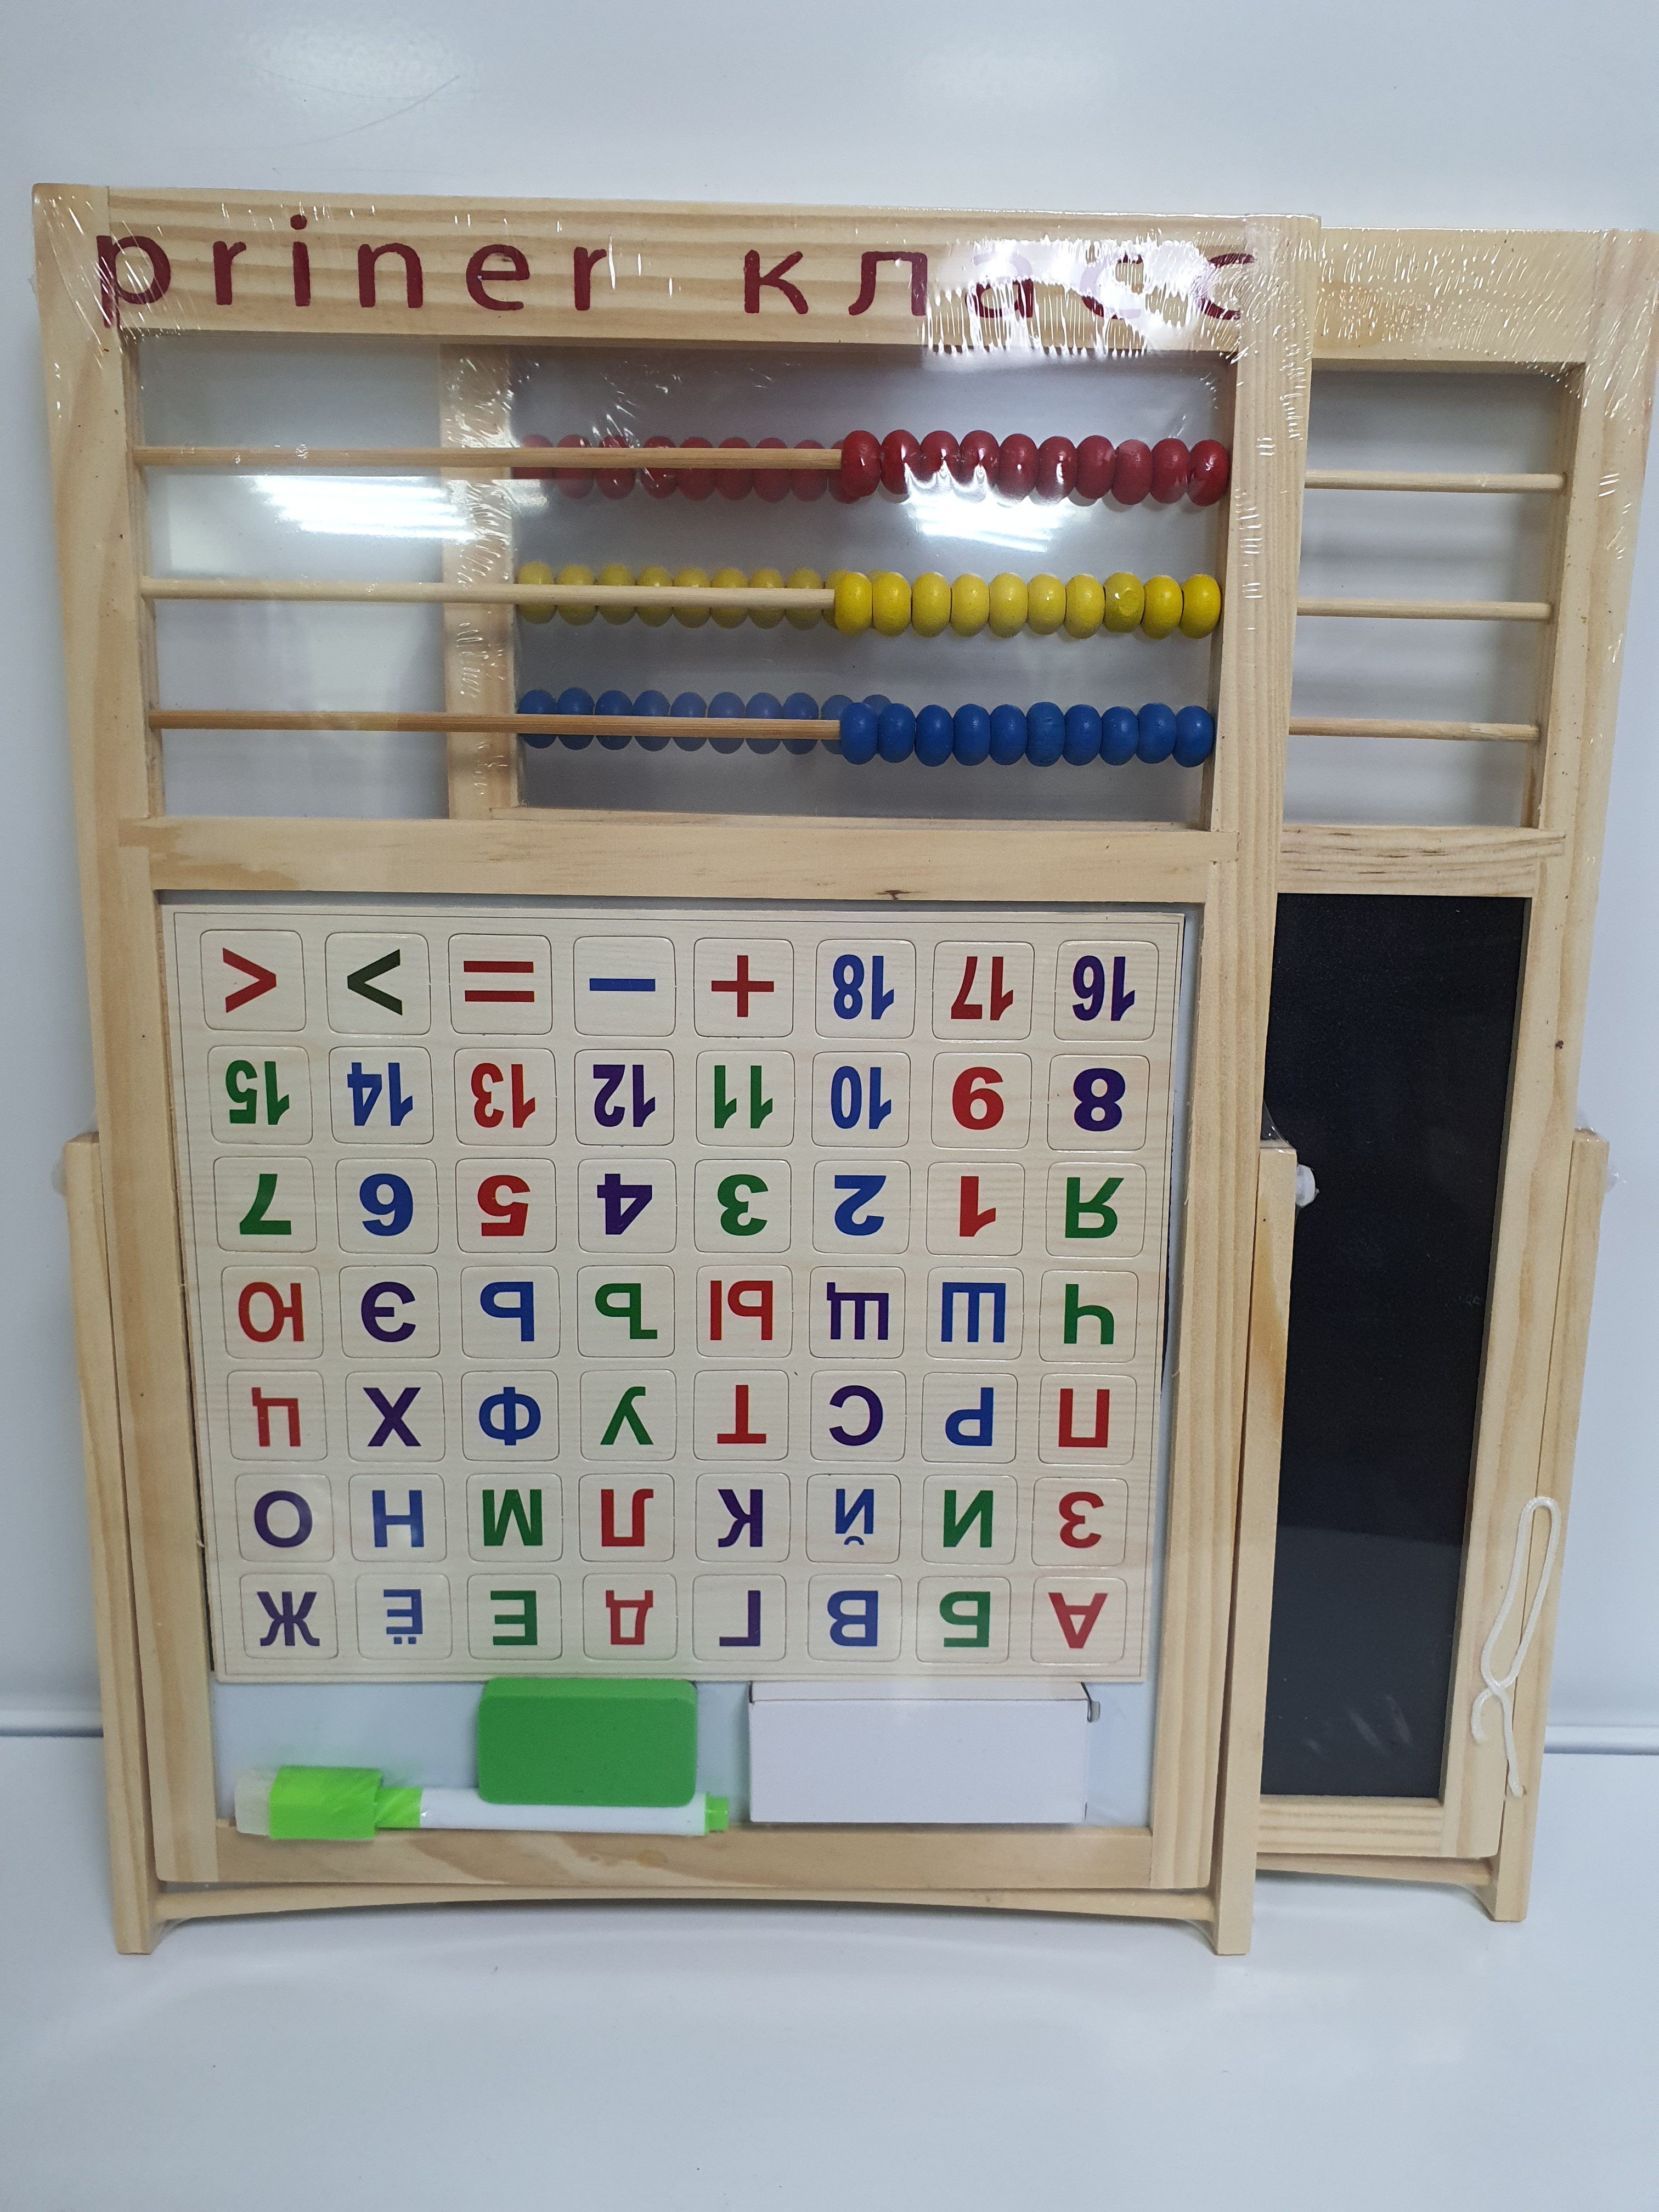 priner класс
А Б В Г Д Е Ё Ж
З И Й К Л М Н О
П Р С Т У Ф Х Ц
Ч Ш Щ Ы Ъ Ь Э Ю
Я 1 2 3 4 5 6 7
8 9 10 11 12 13 14 15
16 17 18 + − = > <